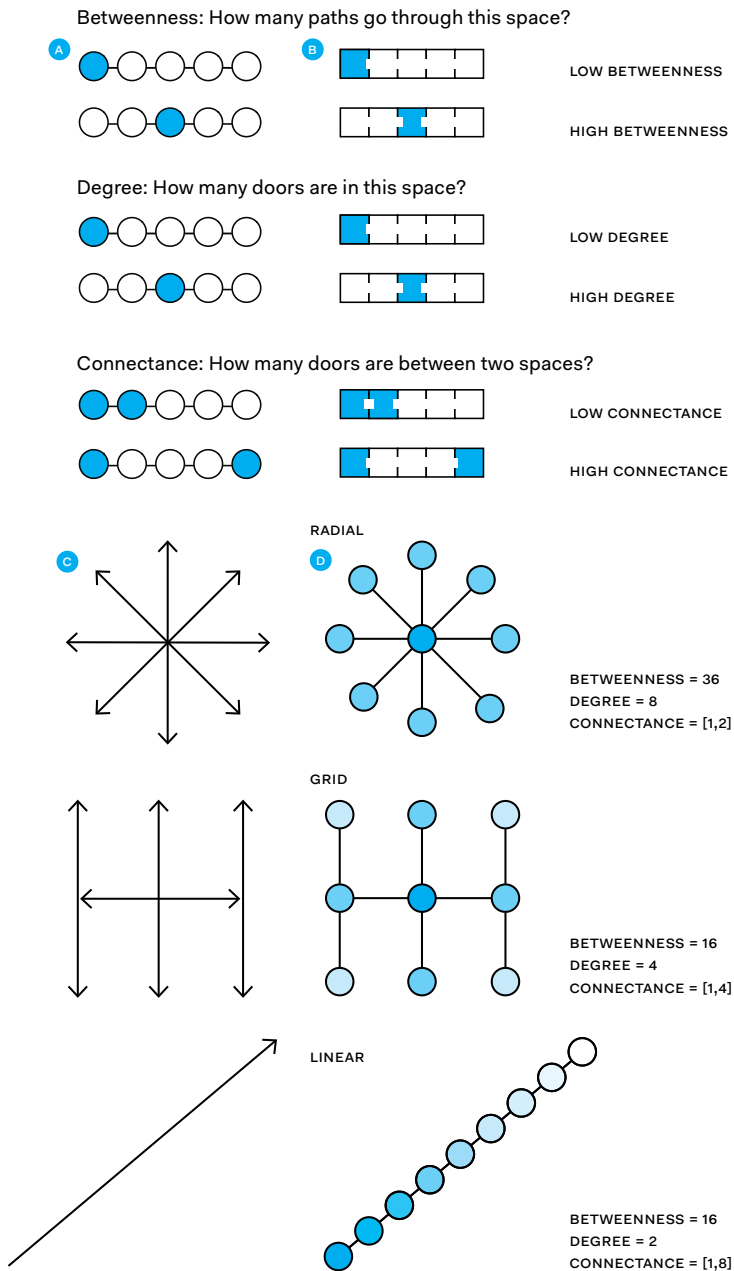 Betweenness: How many paths go through this space?
A
B
LOW BETWEENNESS
HIGH BETWEENNESS
Degree: How many doors are in this space?
LOW DEGREE
HIGH DEGREE
Connectance: How many doors are between two spaces?
LOW CONNECTANCE
HIGH CONNECTANCE
RADIAL
C
D
BETWEENNESS = 36
DEGREE = 8
CONNECTANCE = [1,2]
GRID
BETWEENNESS = 16
DEGREE = 4
CONNECTANCE = [1,4]
LINEAR
BETWEENNESS = 16
DEGREE = 2
CONNECTANCE = [1,8]